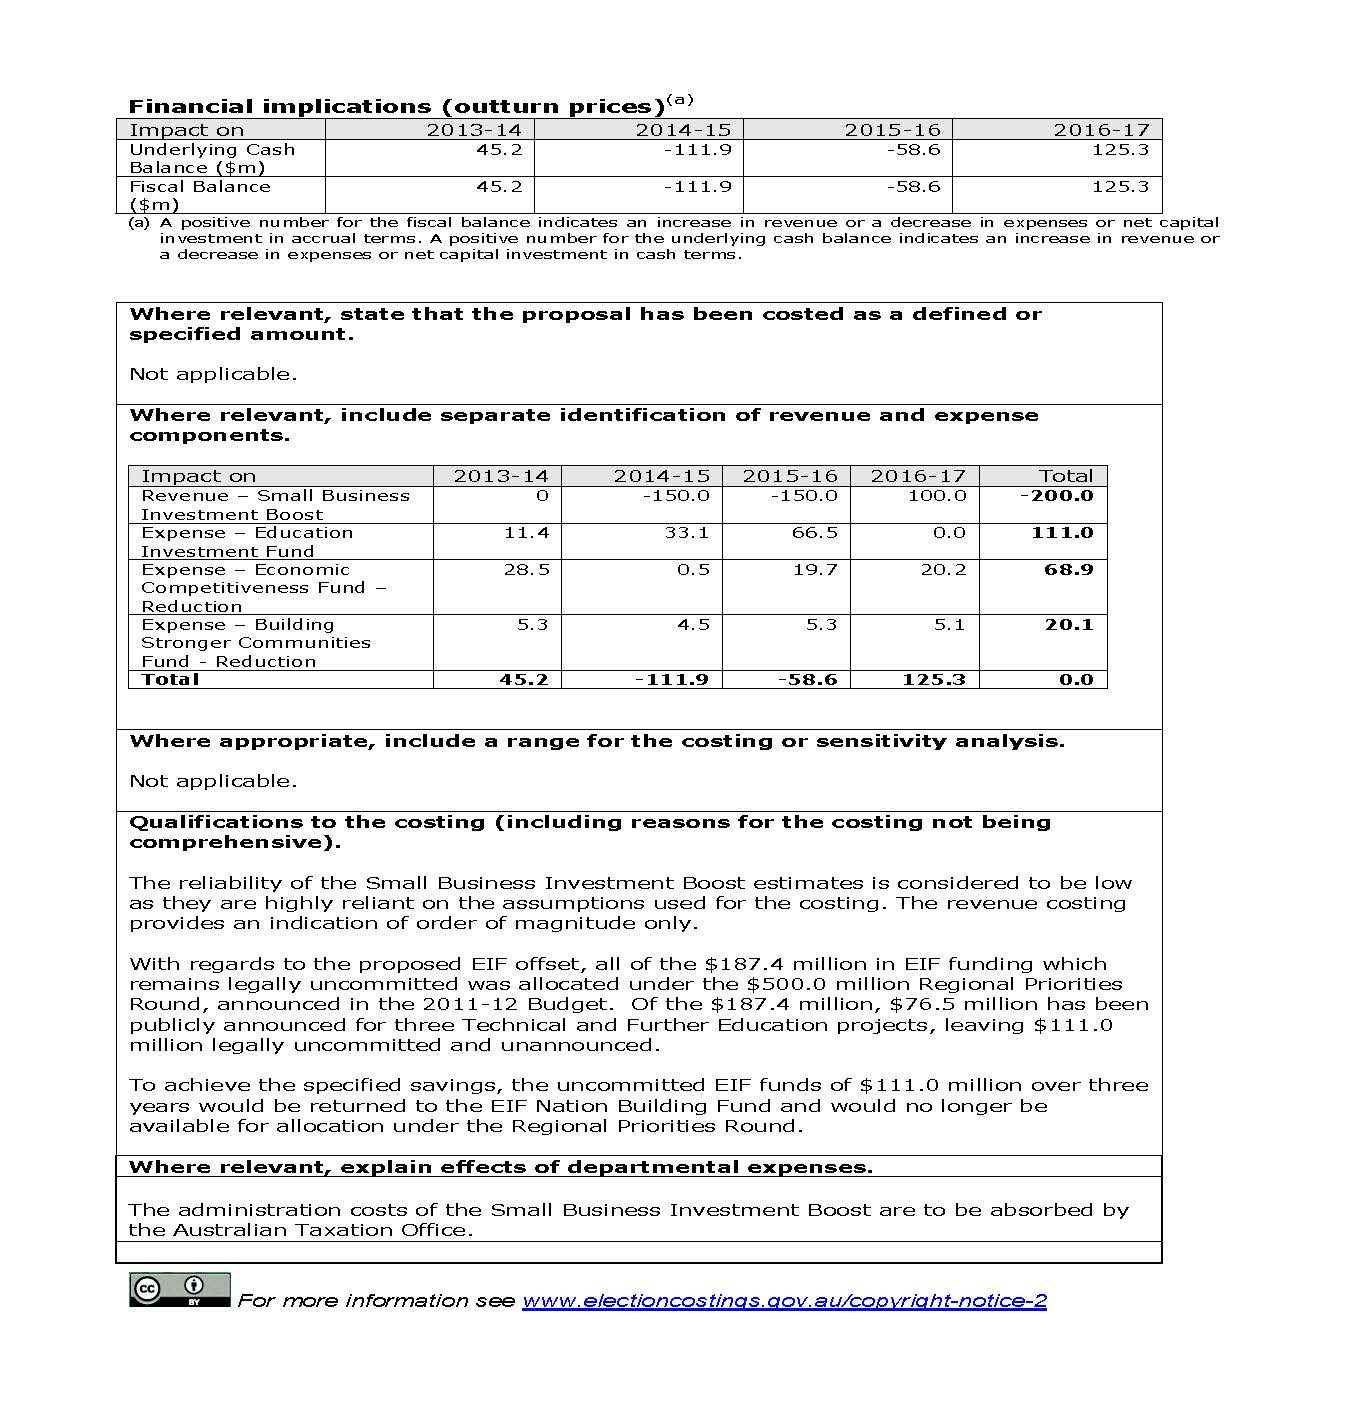 Financial implications (outturn prices)(a)
Impact on 2013-14 2014-15 2015-16 2016-17
Underlying Cash Balance ($m) 45.2 -111.9 -58.6 125.3
Fiscal Balance ($m) 45.2 -111.9 -58.6 125.3
(a) A positive number for the fiscal balance indicates an increase in revenue or a decrease in expenses or net capital
investment in accrual terms. A positive number for the underlying cash balance indicates an increase in revenue or
a decrease in expenses or net capital investment in cash terms.
Where relevant, state that the proposal has been costed as a defined or
specified amount.
Not applicable.
Where relevant, include separate identification of revenue and expense
components.
Impact on 2013-14 2014-15 2015-16 2016-17 Total
Revenue – Small Business Investment Boost 0 -150.0 -150.0 100.0 -200.0
Expense – Education Investment Fund 11.4 33.1 66.5 0.0 111.0
Expense – Economic Competitiveness Fund – Reduction 28.5 0.5 19.7 20.2 68.9
Expense – Building Stronger Communities Fund - Reduction 5.3 4.5 5.3 5.1 20.1
Total 45.2 -111.9 -58.6 125.3 0.0
Where appropriate, include a range for the costing or sensitivity analysis.
Not applicable.
Qualifications to the costing (including reasons for the costing not being
comprehensive).
The reliability of the Small Business Investment Boost estimates is considered to be low
as they are highly reliant on the assumptions used for the costing. The revenue costing
provides an indication of order of magnitude only.
With regards to the proposed EIF offset, all of the $187.4 million in EIF funding which
remains legally uncommitted was allocated under the $500.0 million Regional Priorities
Round, announced in the 2011-12 Budget. Of the $187.4 million, $76.5 million has been
publicly announced for three Technical and Further Education projects, leaving $111.0
million legally uncommitted and unannounced.
To achieve the specified savings, the uncommitted EIF funds of $111.0 million over three
years would be returned to the EIF Nation Building Fund and would no longer be
available for allocation under the Regional Priorities Round.
Where relevant, explain effects of departmental expenses.
The administration costs of the Small Business Investment Boost are to be absorbed by
the Australian Taxation Office.
cc BY For more information see www.electioncostings.gov.au/copyright-notice-2